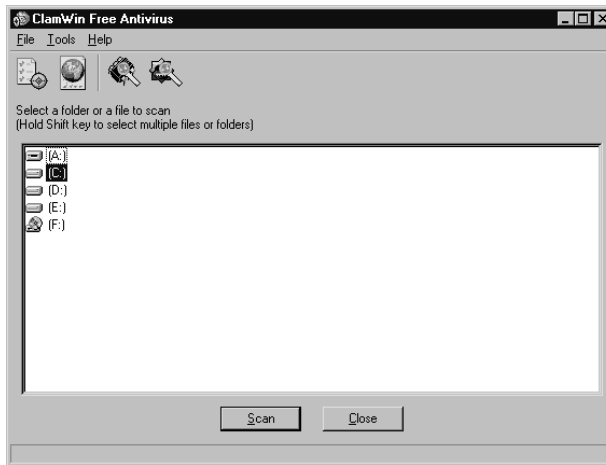 ClamWin Free Antivirus
File Tools Help
Select a folder or a file to scan
(Hold Shift key to select multiple files or folders)
(A:)
(C:)
(D:)
(E:)
(F:)
Scan Close